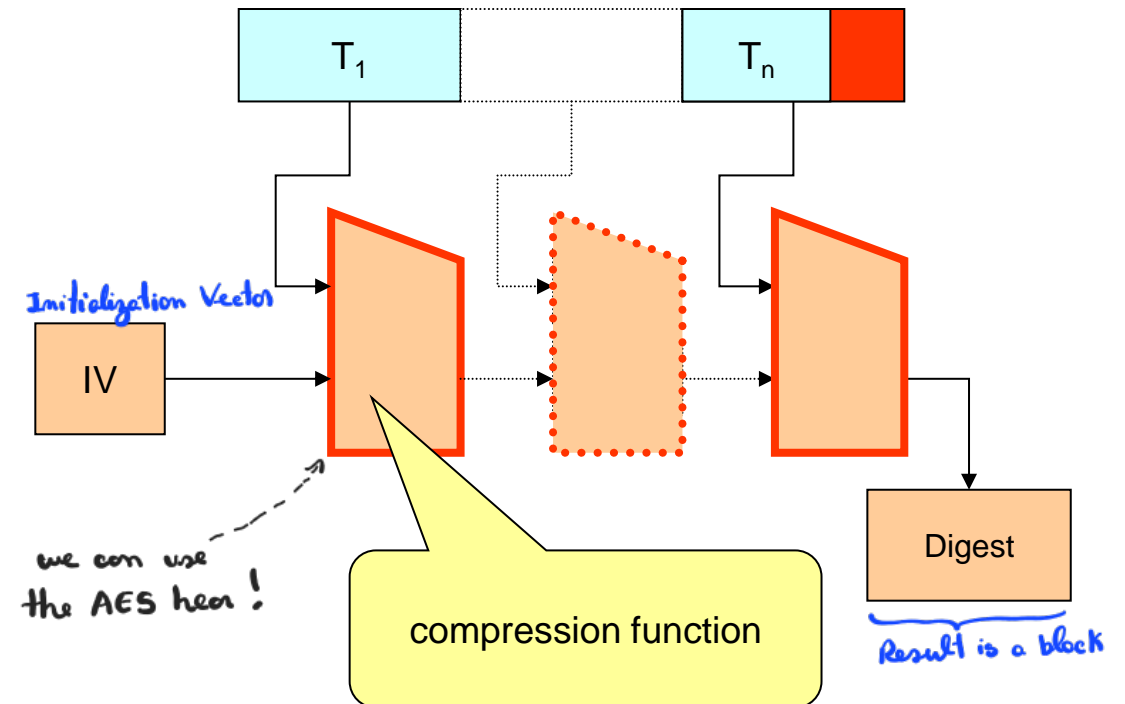 T1
Tn
Initialization Vector
IV
we can use
the AES hear!
compression function
Digest
Result is a block